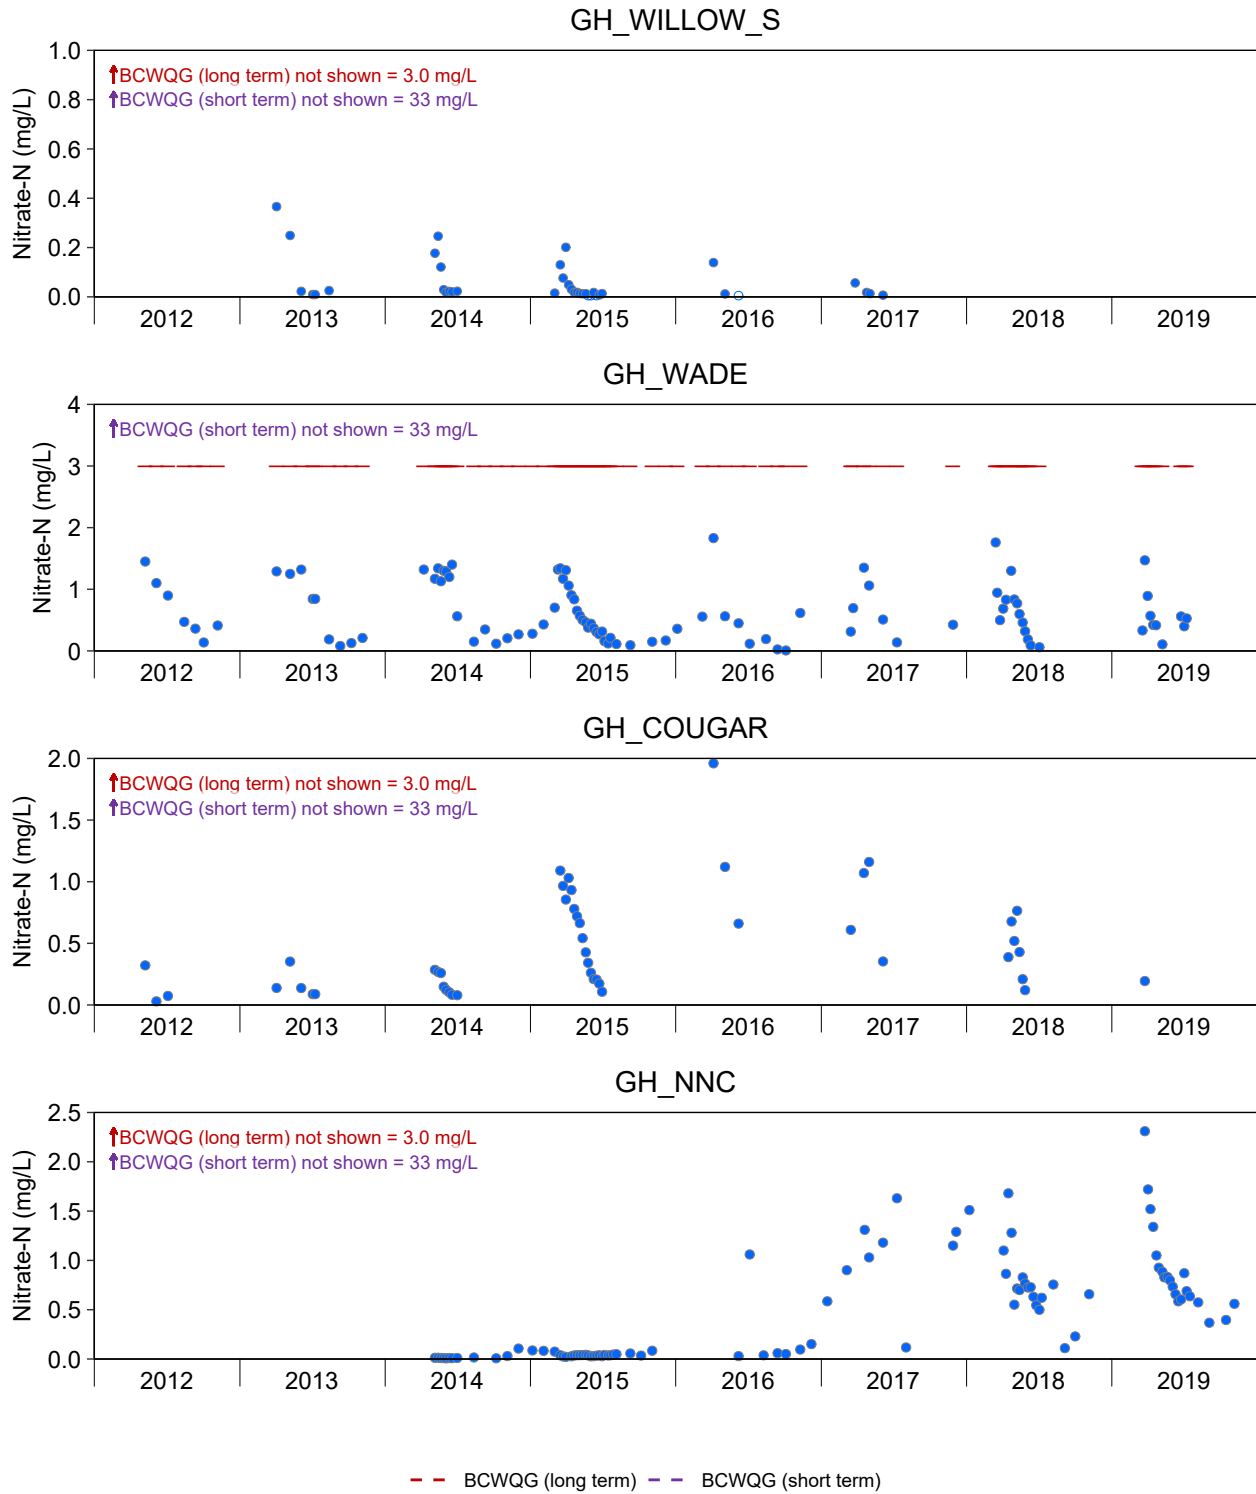 GH_WILLOW_S
Nitrate-N (mg/L)
1.0
0.8
0.6
0.4
0.2
0.0
BCWQG (long term) not shown = 3.0 mg/L
BCWQG (short term) not shown = 33 mg/L
2012 2013 2014 2015 2016 2017 2018 2019
GH_WADE
Nitrate-N (mg/L)
4
3
2
1
0
BCWQG (short term) not shown = 33 mg/L
2012 2013 2014 2015 2016 2017 2018 2019
GH_COUGAR
Nitrate-N (mg/L)
2.0
1.5
1.0
0.5
0.0
BCWQG (long term) not shown = 3.0 mg/L
BCWQG (short term) not shown = 33 mg/L
2012 2013 2014 2015 2016 2017 2018 2019
GH_NNC
Nitrate-N (mg/L)
2.5
2.0
1.5
1.0
0.5
0.0
BCWQG (long term) not shown = 3.0 mg/L
BCWQG (short term) not shown = 33 mg/L
2012 2013 2014 2015 2016 2017 2018 2019
BCWQG (long term) BCWQG (short term)